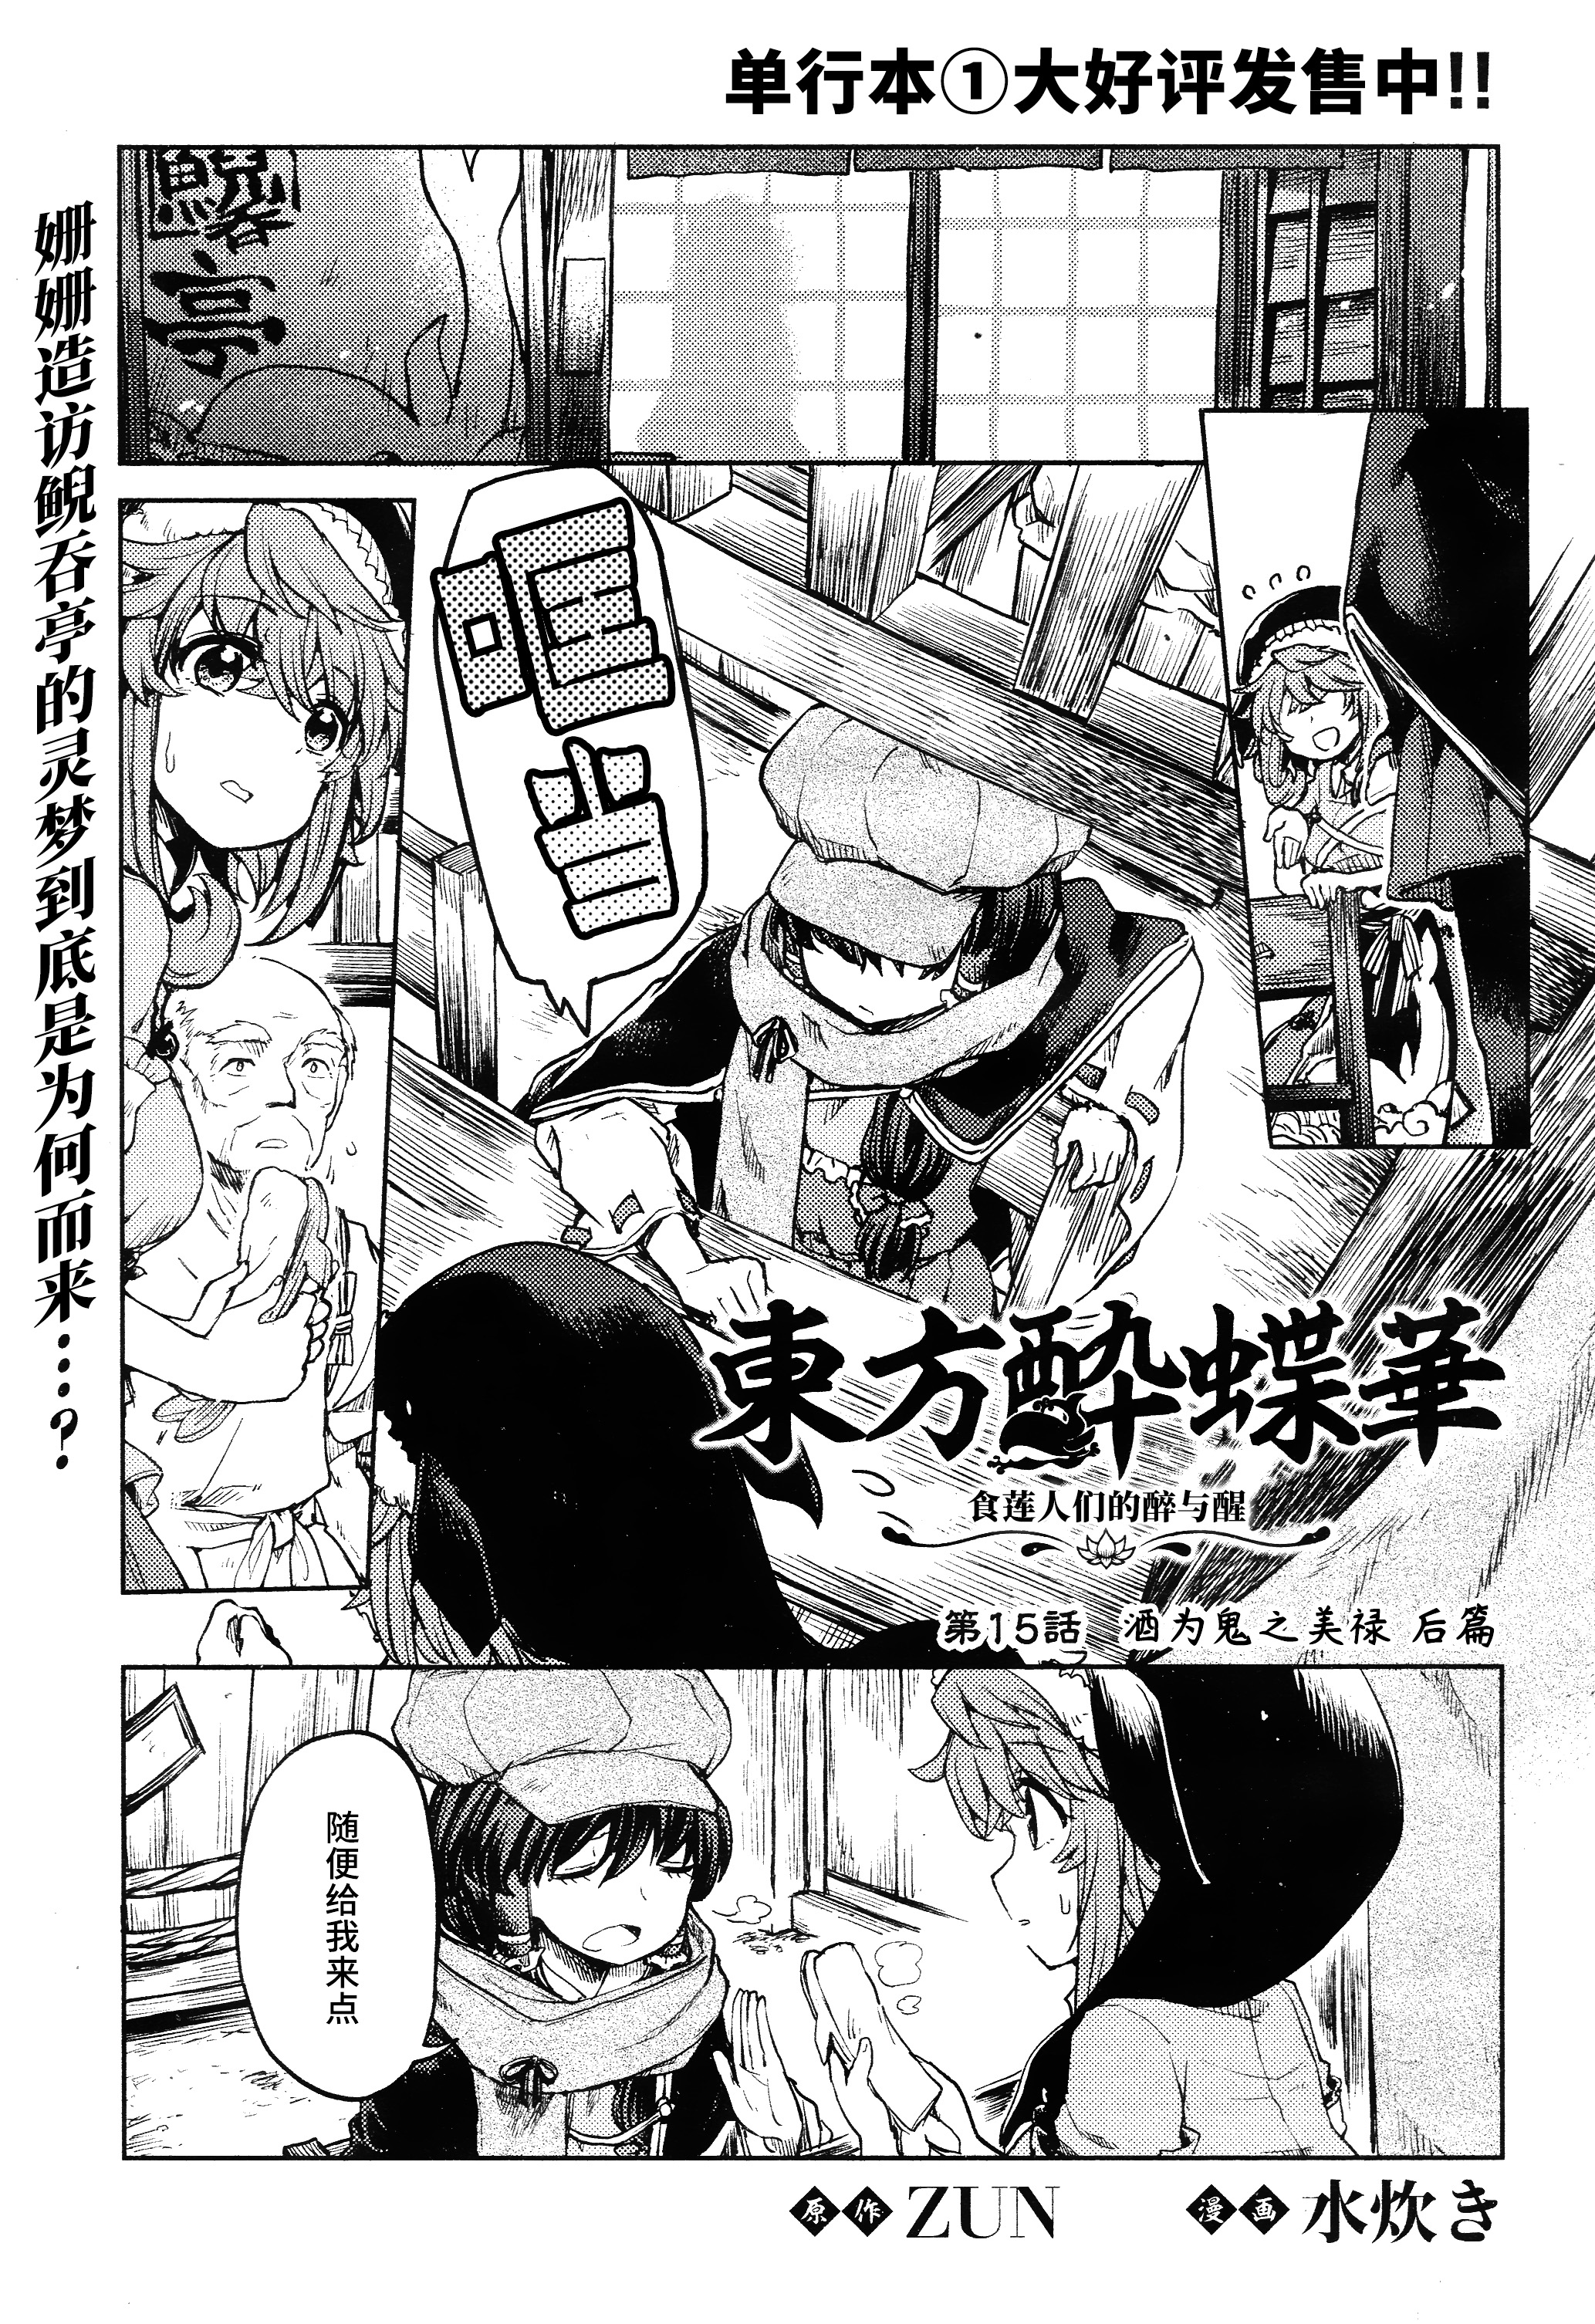 单行本①大好评发售中!!
姗姗造访鲵吞亭的灵梦到底是为何而来…?
鯢呑亭
哐当
東方酔蝶華
食莲人们的醉与醒
第15話 酒为鬼之美禄 后篇
随便给我来点
原作 ZUN 漫画 水炊き